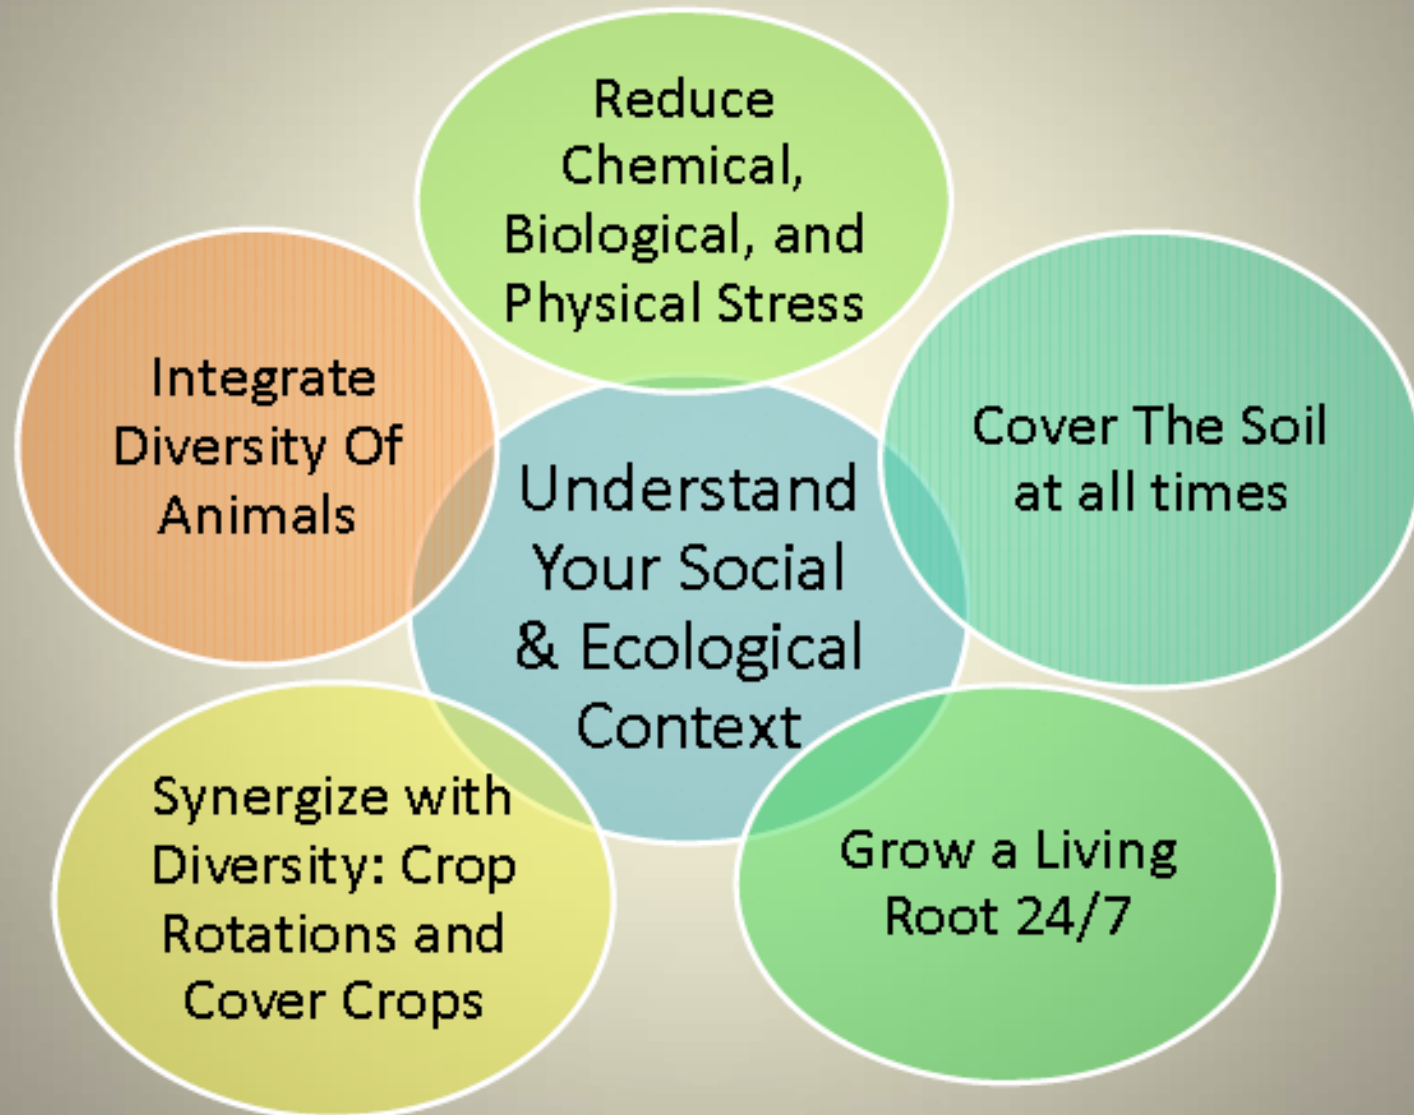 Reduce
Chemical,
Biological, and
Physical Stress
Integrate
Diversity Of
Animals
Cover The Soil
at all times
Understand
Your Social
& Ecological
Context
Synergize with
Diversity: Crop
Rotations and
Cover Crops
Grow a Living
Root 24/7